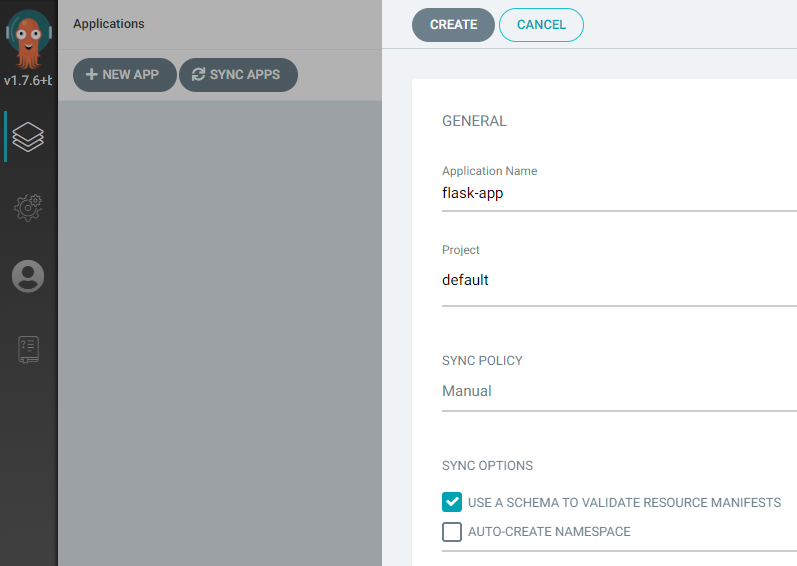 Applications
CREATE
CANCEL
v1.7.6+b
NEW APP
SYNC APPS
GENERAL
Application Name
flask-app
Project
default
SYNC POLICY
Manual
SYNC OPTIONS
USE A SCHEMA TO VALIDATE RESOURCE MANIFESTS
AUTO-CREATE NAMESPACE